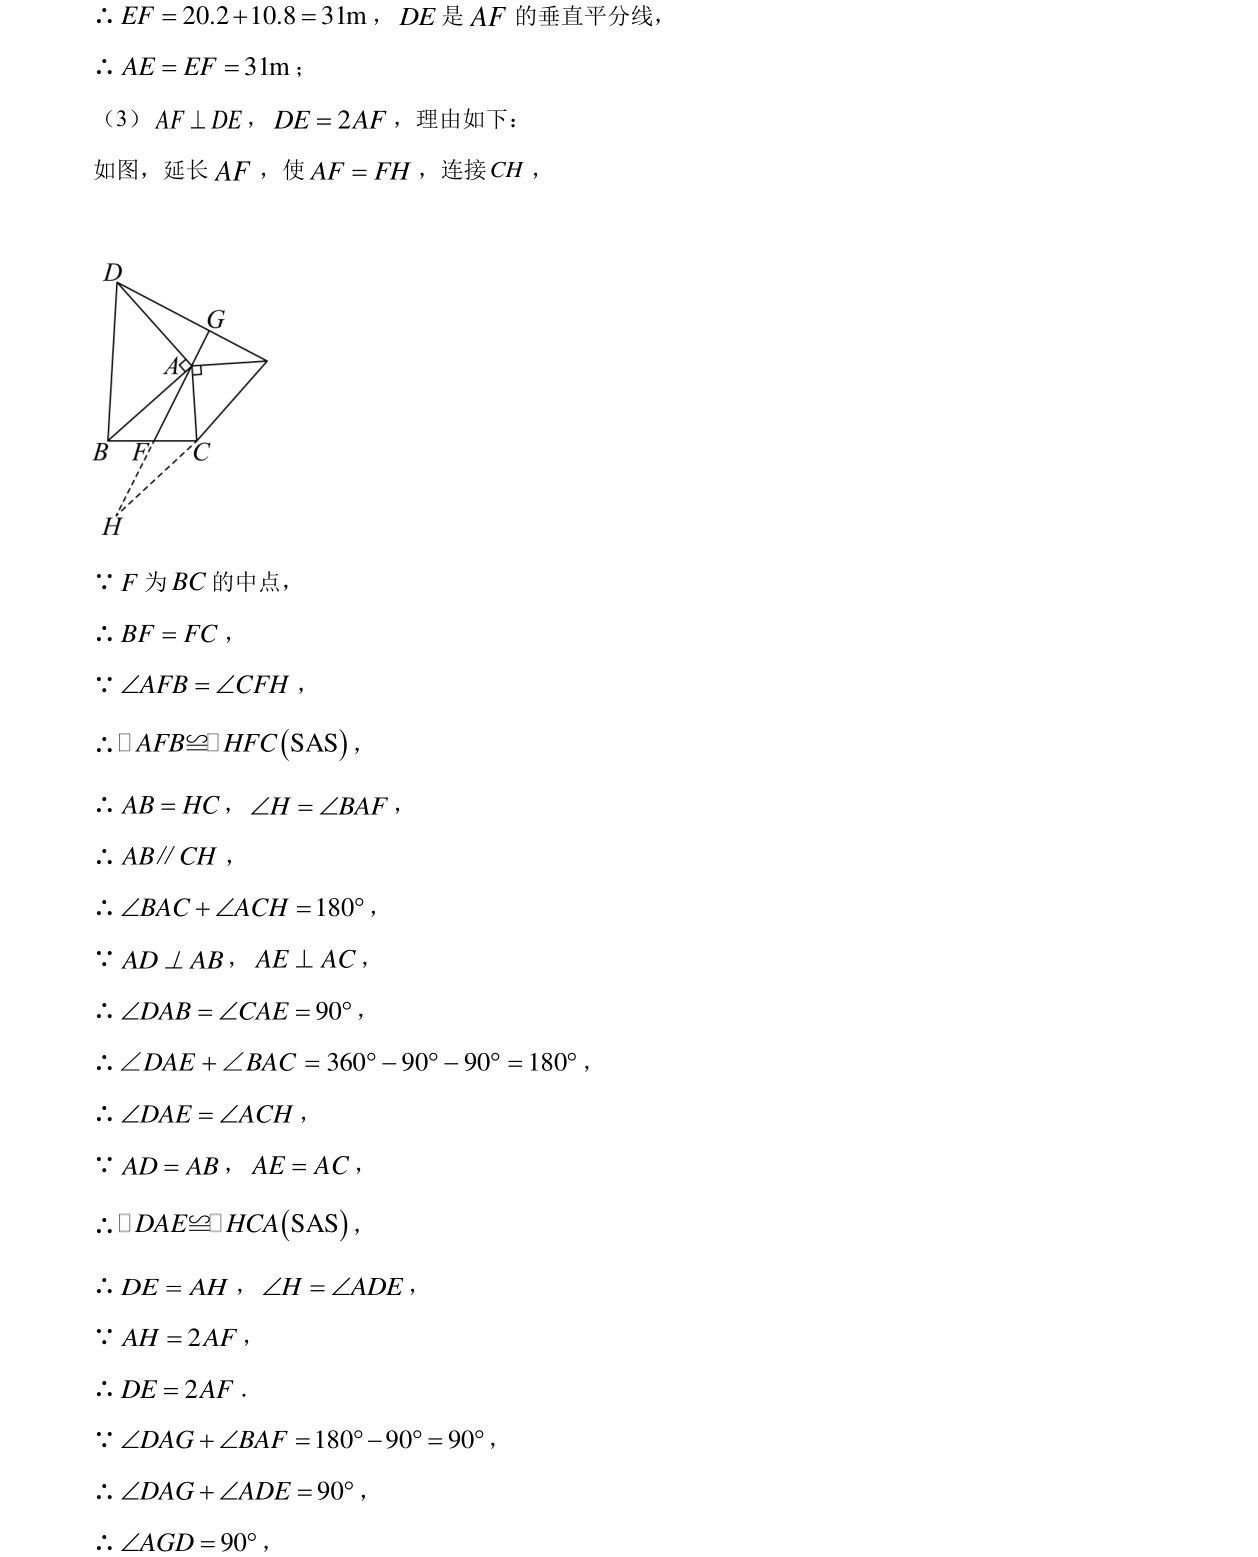 ∴ EF = 20.2+10.8 = 31m，DE 是 AF 的垂直平分线，
∴ AE = EF = 31m；
（3）AF ⊥ DE，DE = 2AF，理由如下：
如图，延长 AF，使 AF = FH，连接 CH，
D
G
A
B F C
H
∵ F 为 BC 的中点，
∴ BF = FC，
∵ ∠AFB = ∠CFH，
∴ □AFB≌□HFC(SAS)，
∴ AB = HC，∠H = ∠BAF，
∴ AB∥CH，
∴ ∠BAC + ∠ACH = 180°，
∵ AD ⊥ AB，AE ⊥ AC，
∴ ∠DAB = ∠CAE = 90°，
∴ ∠DAE + ∠BAC = 360° − 90° − 90° = 180°，
∴ ∠DAE = ∠ACH，
∵ AD = AB，AE = AC，
∴ □DAE≌□HCA(SAS)，
∴ DE = AH，∠H = ∠ADE，
∵ AH = 2AF，
∴ DE = 2AF．
∵ ∠DAG + ∠BAF = 180° − 90° = 90°，
∴ ∠DAG + ∠ADE = 90°，
∴ ∠AGD = 90°，